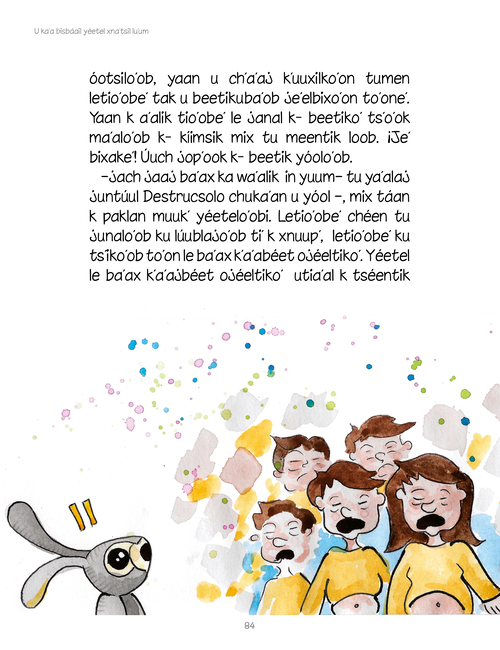 U ka'a bisbáail yéetel xna'tsil luum
óotsilo'ob, yaan u ch'a'aj k'uuxilko'on tumen
letio'obe' tak u beetikuba'ob je'elbixo'on to'one'.
Yaan k a'alik tio'obe' le janal k- beetiko' ts'o'ok
ma'alo'ob k- kíimsik mix tu meentik loob. ¡Je'
bixake'! Úuch jop'ook k- beetik yóolo'ob.
–Jach jaaj ba'ax ka wa'alik in yuum– tu ya'alaj
juntúul Destrucsolo chuka'an u yóol –, mix táan
k paklan muuk' yéetelo'obi. Letio'obe' chéen tu
junalo'ob ku lúublajo'ob ti' k xnuup', letio'obe' ku
tsiko'ob to'on le ba'ax k'a'abéet ojéeltiko'. Yéetel
le ba'ax k'a'ajbéet ojéeltiko' utia'al k tséentik
84